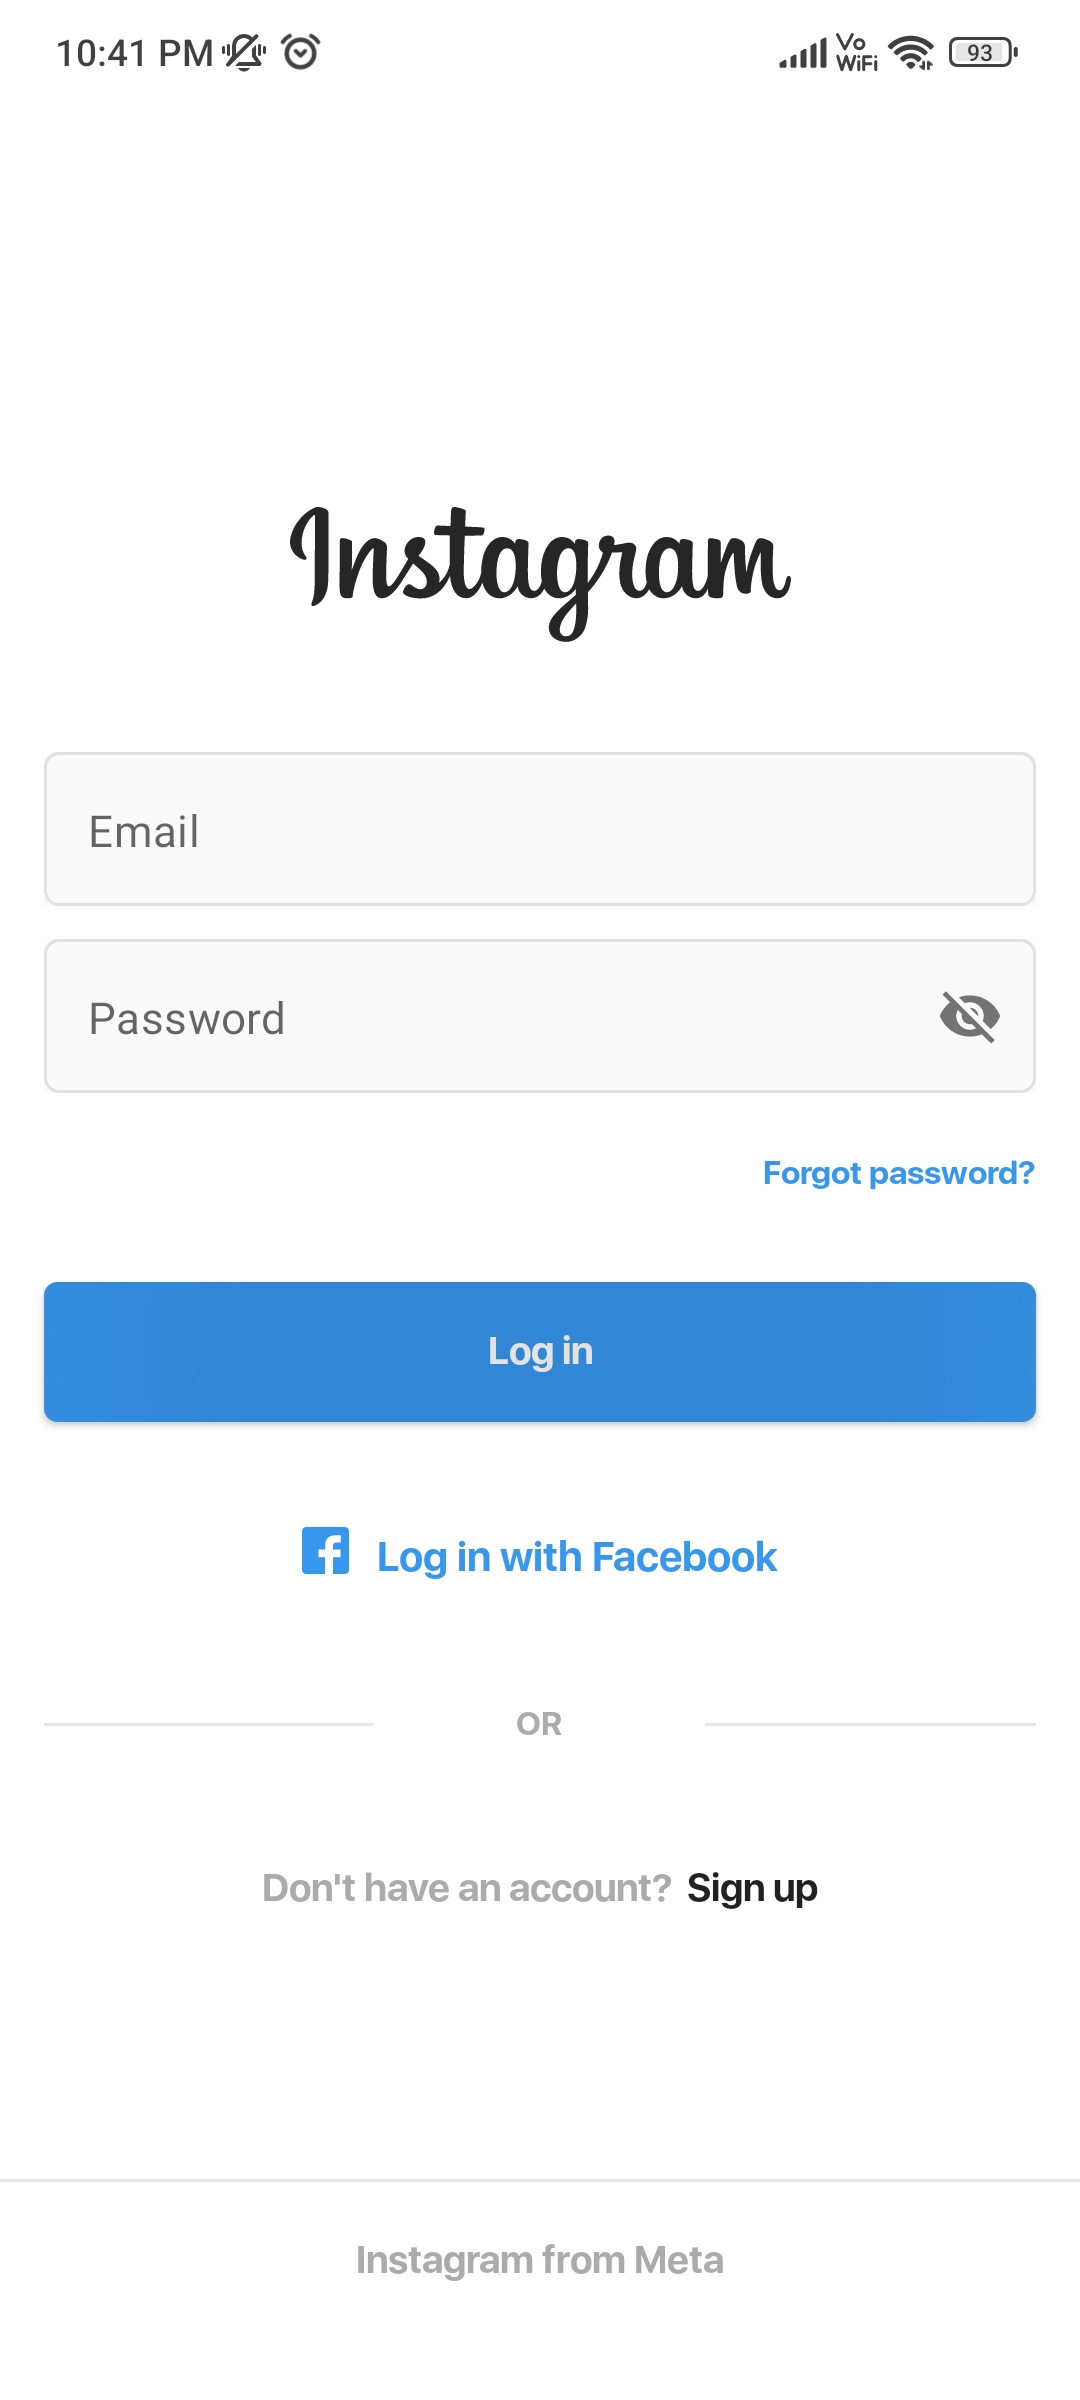 10:41 PM Vo WiFi 93
Instagram
Email
Password
Forgot password?
Log in
Log in with Facebook
OR
Don't have an account? Sign up
Instagram from Meta